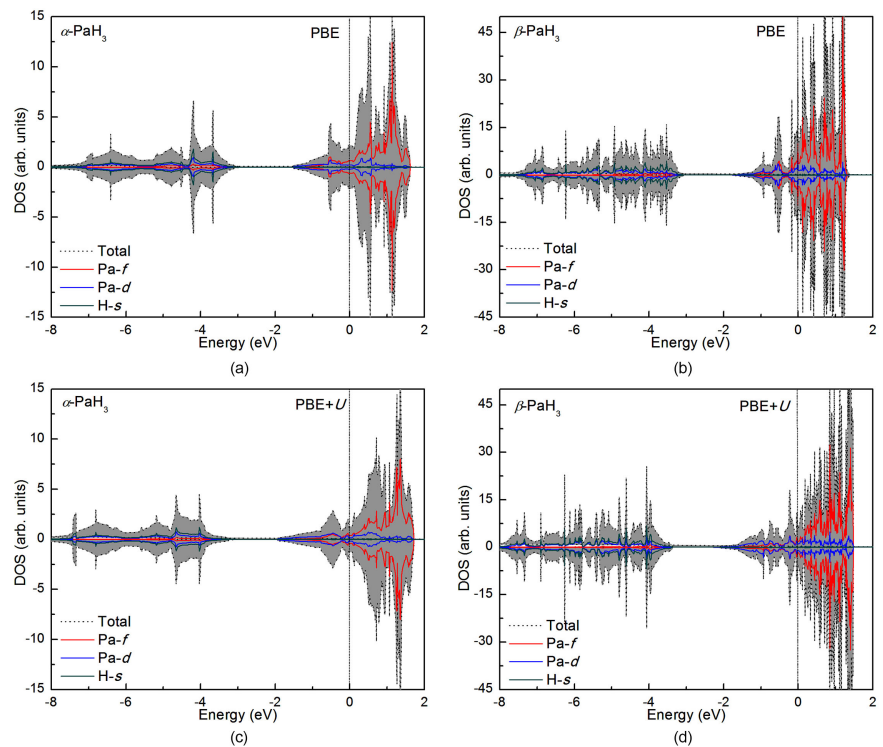 α-PaH3
PBE
DOS (arb. units)
15
10
5
0
-5
-10
-15
Total
Pa-f
Pa-d
H-s
-8 -6 -4 -2 0 2
Energy (eV)
(a)
β-PaH3
PBE
DOS (arb. units)
45
30
15
0
-15
-30
-45
Total
Pa-f
Pa-d
H-s
-8 -6 -4 -2 0 2
Energy (eV)
(b)
α-PaH3
PBE+U
DOS (arb. units)
15
10
5
0
-5
-10
-15
Total
Pa-f
Pa-d
H-s
-8 -6 -4 -2 0 2
Energy (eV)
(c)
β-PaH3
PBE+U
DOS (arb. units)
45
30
15
0
-15
-30
-45
Total
Pa-f
Pa-d
H-s
-8 -6 -4 -2 0 2
Energy (eV)
(d)